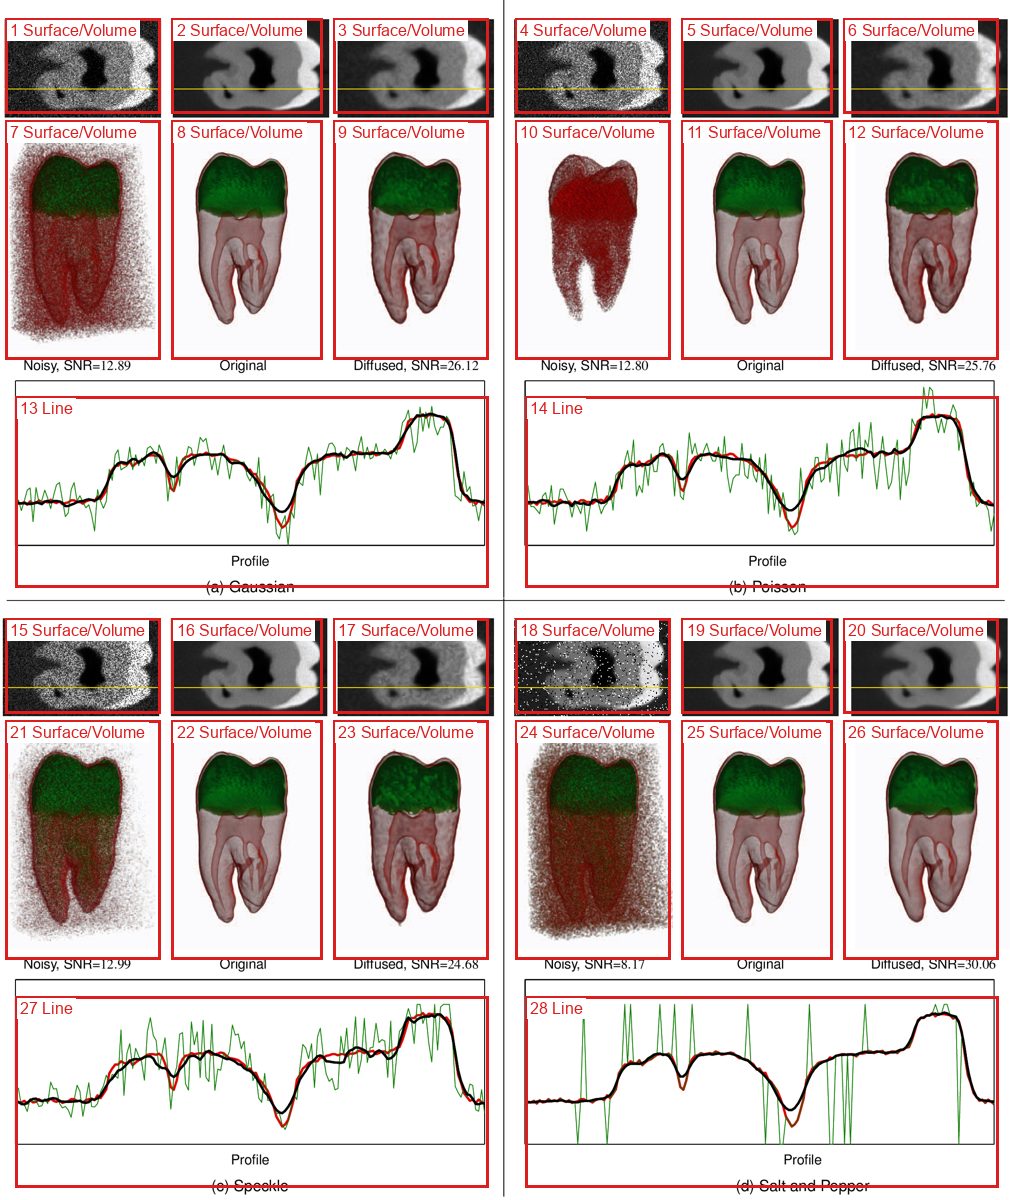 1 Surface/Volume
2 Surface/Volume
3 Surface/Volume
7 Surface/Volume
8 Surface/Volume
9 Surface/Volume
Noisy, SNR=12.89
Original
Diffused, SNR=26.12
13 Line
Profile
(a) Gaussian
4 Surface/Volume
5 Surface/Volume
6 Surface/Volume
10 Surface/Volume
11 Surface/Volume
12 Surface/Volume
Noisy, SNR=12.80
Original
Diffused, SNR=25.76
14 Line
Profile
(b) Poisson
15 Surface/Volume
16 Surface/Volume
17 Surface/Volume
21 Surface/Volume
22 Surface/Volume
23 Surface/Volume
Noisy, SNR=12.99
Original
Diffused, SNR=24.68
27 Line
Profile
(c) Speckle
18 Surface/Volume
19 Surface/Volume
20 Surface/Volume
24 Surface/Volume
25 Surface/Volume
26 Surface/Volume
Noisy, SNR=8.17
Original
Diffused, SNR=30.06
28 Line
Profile
(d) Salt and Pepper